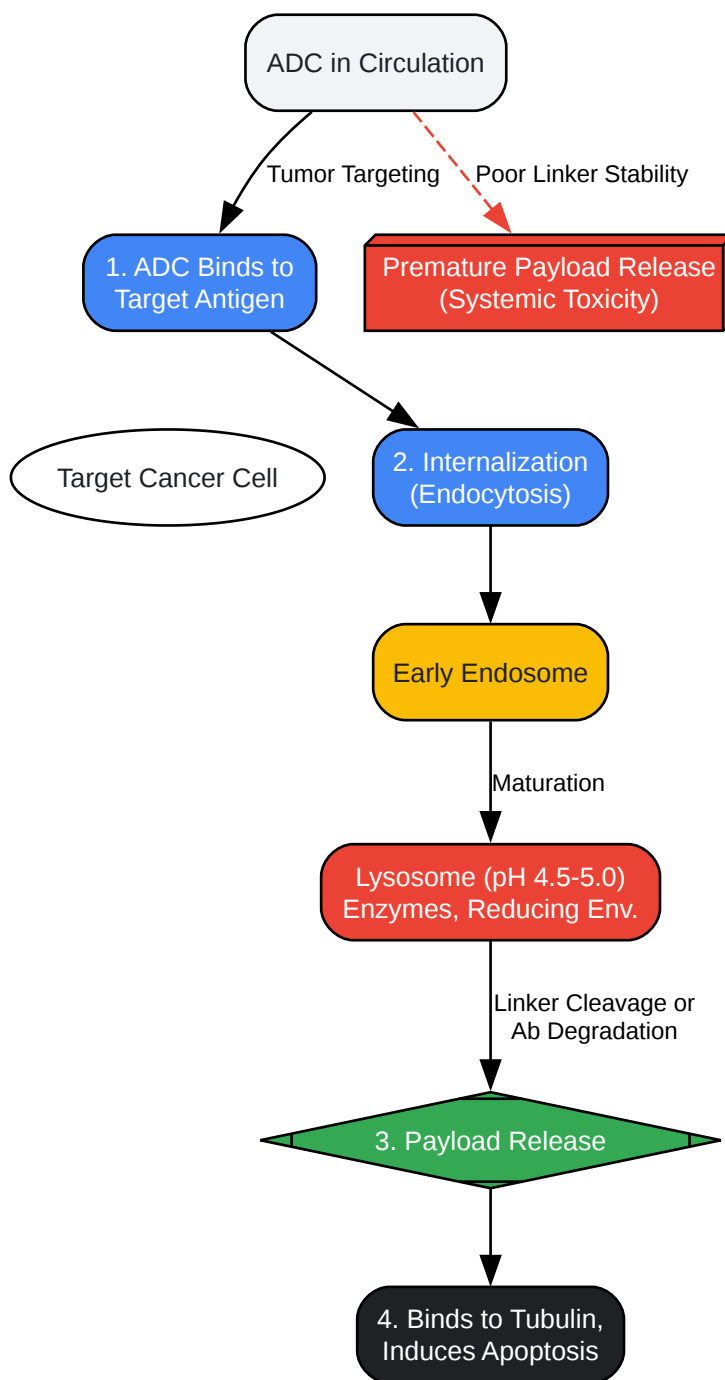 ADC in Circulation
Tumor Targeting
Poor Linker Stability
1. ADC Binds to
Target Antigen
Premature Payload Release
(Systemic Toxicity)
Target Cancer Cell
2. Internalization
(Endocytosis)
Early Endosome
Maturation
Lysosome (pH 4.5-5.0)
Enzymes, Reducing Env.
Linker Cleavage or
Ab Degradation
3. Payload Release
4. Binds to Tubulin,
Induces Apoptosis